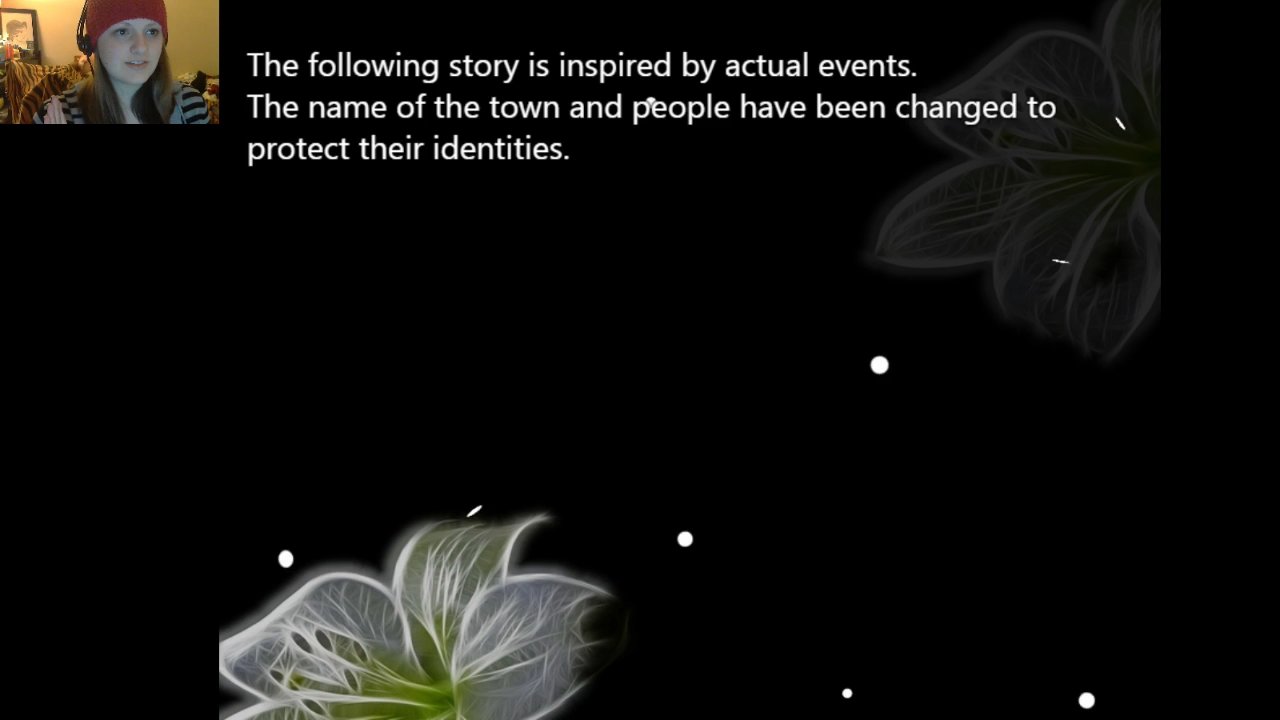 The following story is inspired by actual events.
The name of the town and people have been changed to
protect their identities.